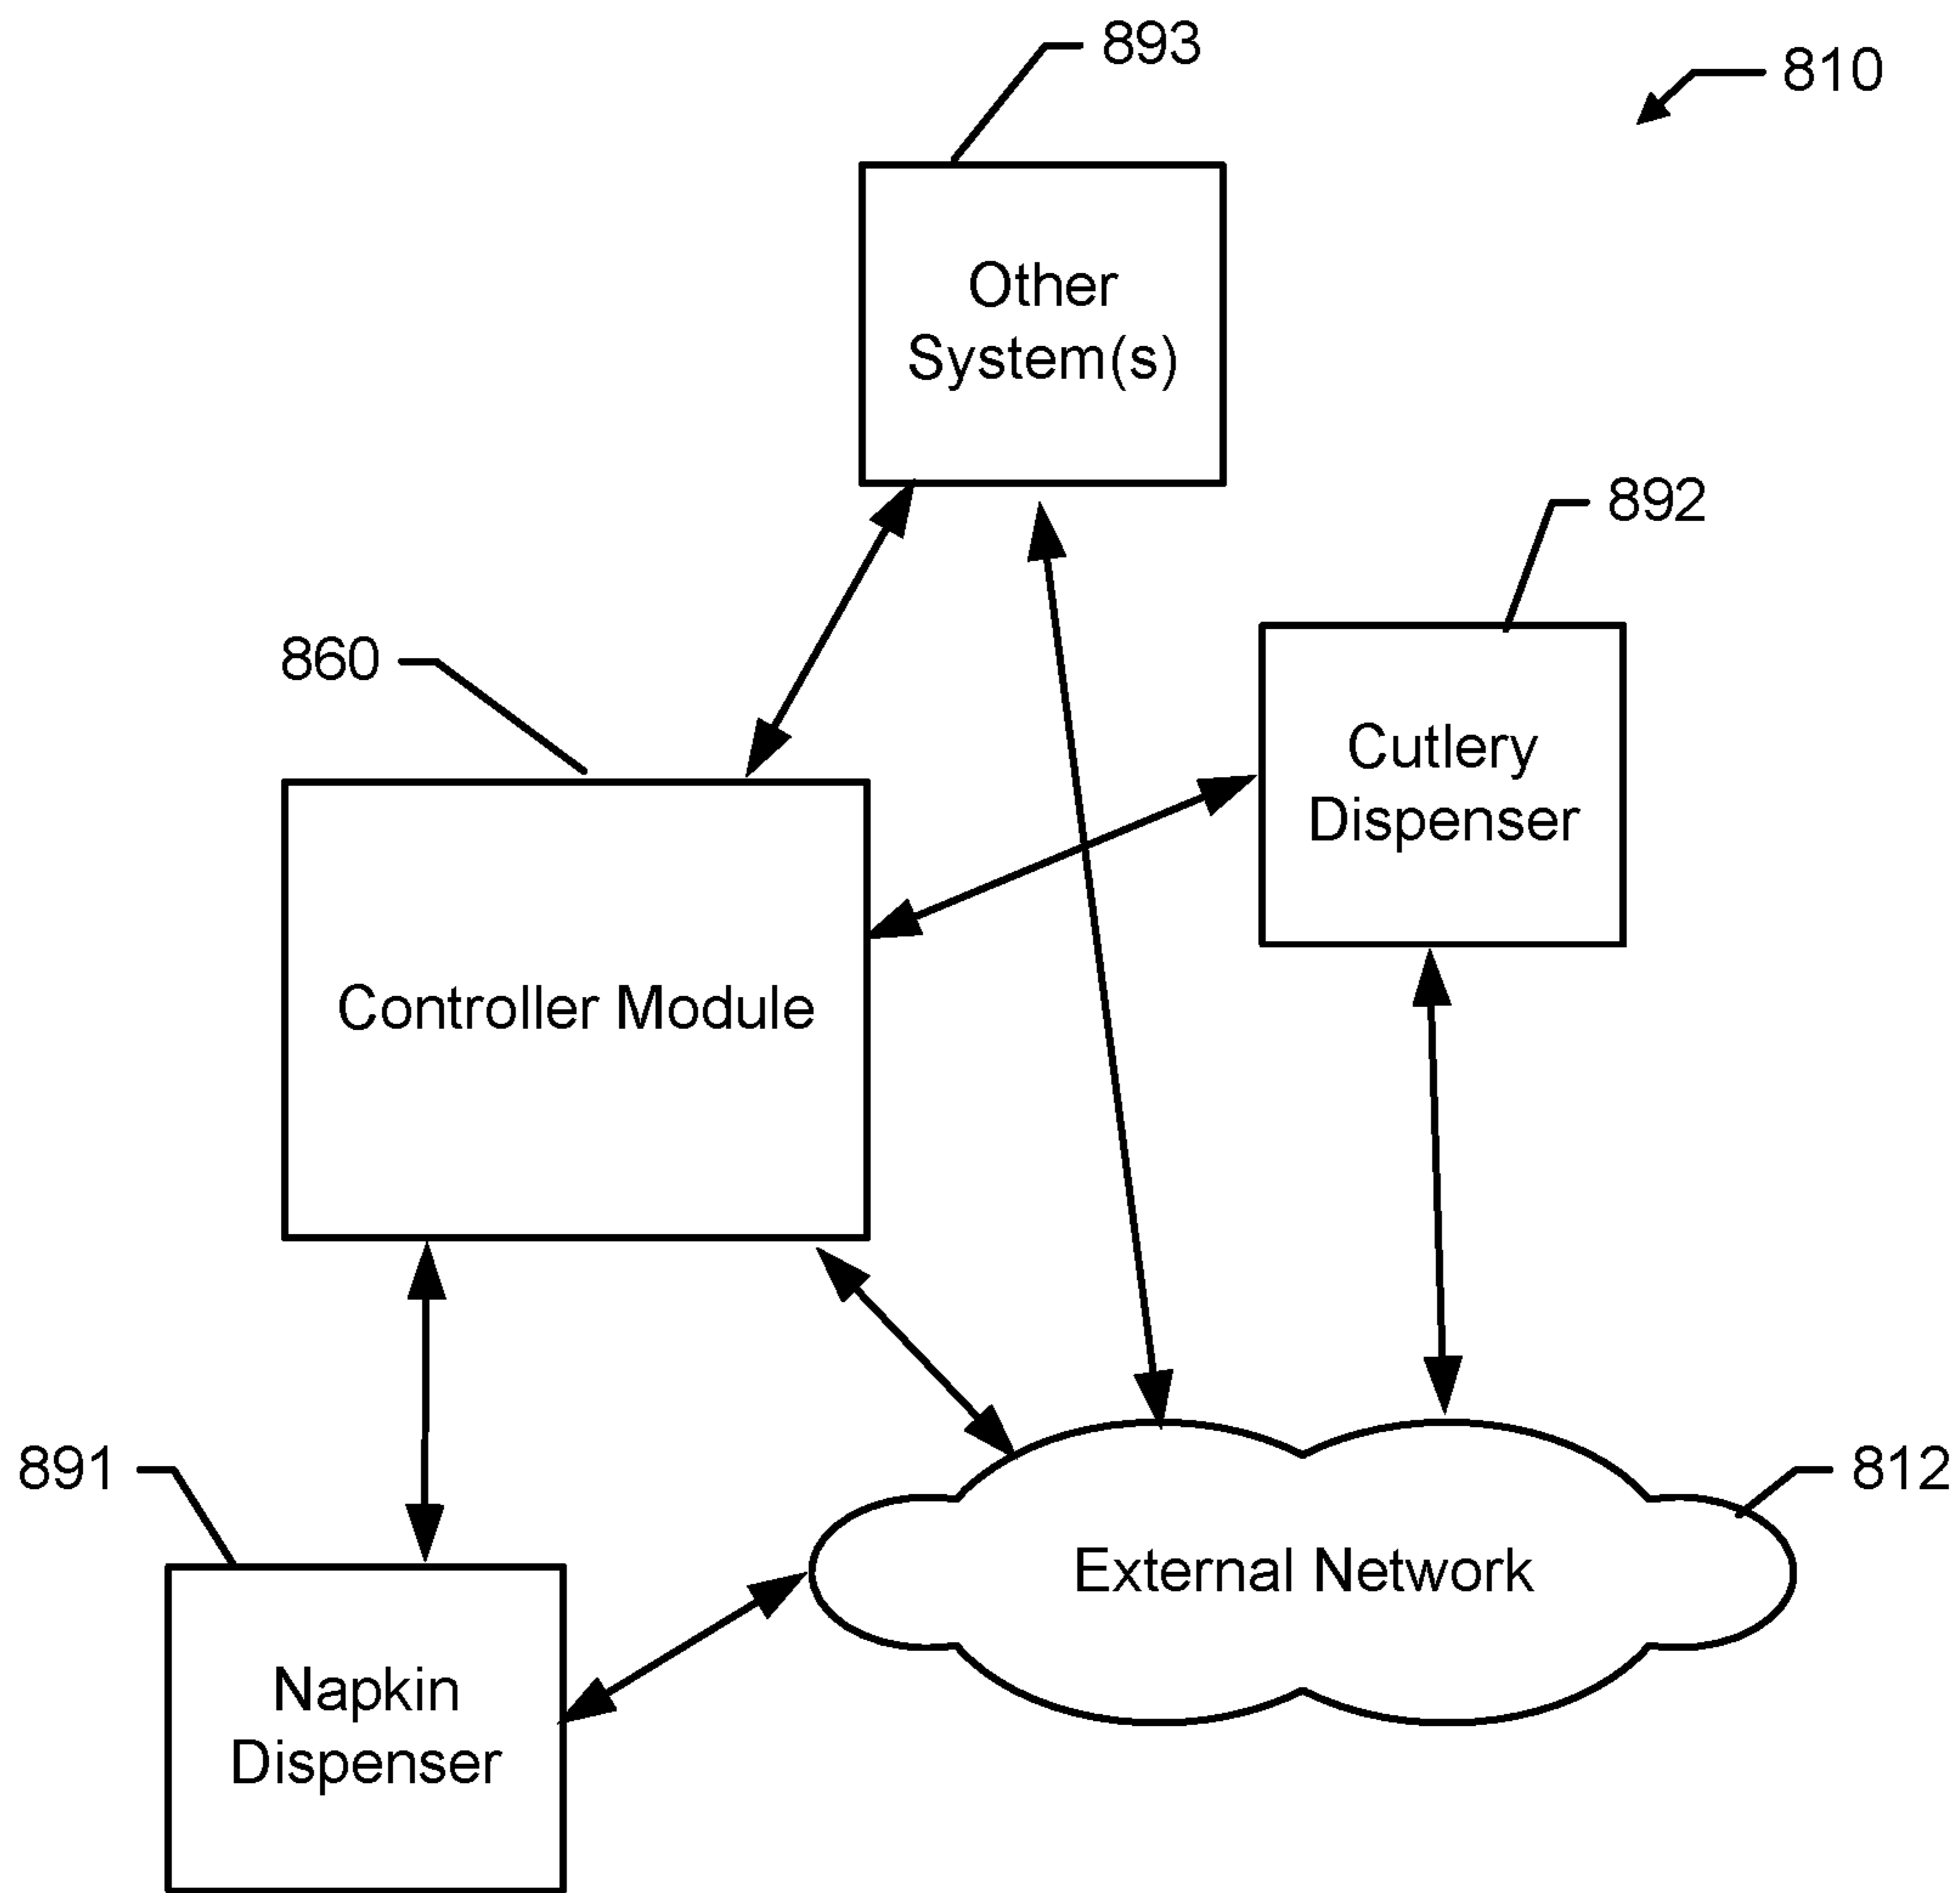 893
810
Other
System(s)
892
860
Cutlery
Dispenser
Controller Module
891
812
External Network
Napkin
Dispenser